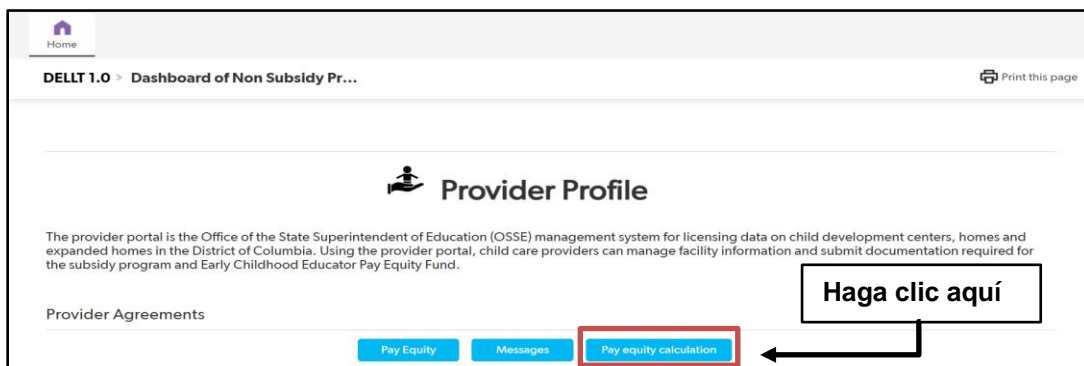 Home
DELLT 1.0 > Dashboard of Non Subsidy Pr...
Print this page
Provider Profile
The provider portal is the Office of the State Superintendent of Education (OSSE) management system for licensing data on child development centers, homes and
expanded homes in the District of Columbia. Using the provider portal, child care providers can manage facility information and submit documentation required for
the subsidy program and Early Childhood Educator Pay Equity Fund.
Haga clic aquí
Provider Agreements
Pay Equity
Messages
Pay equity calculation